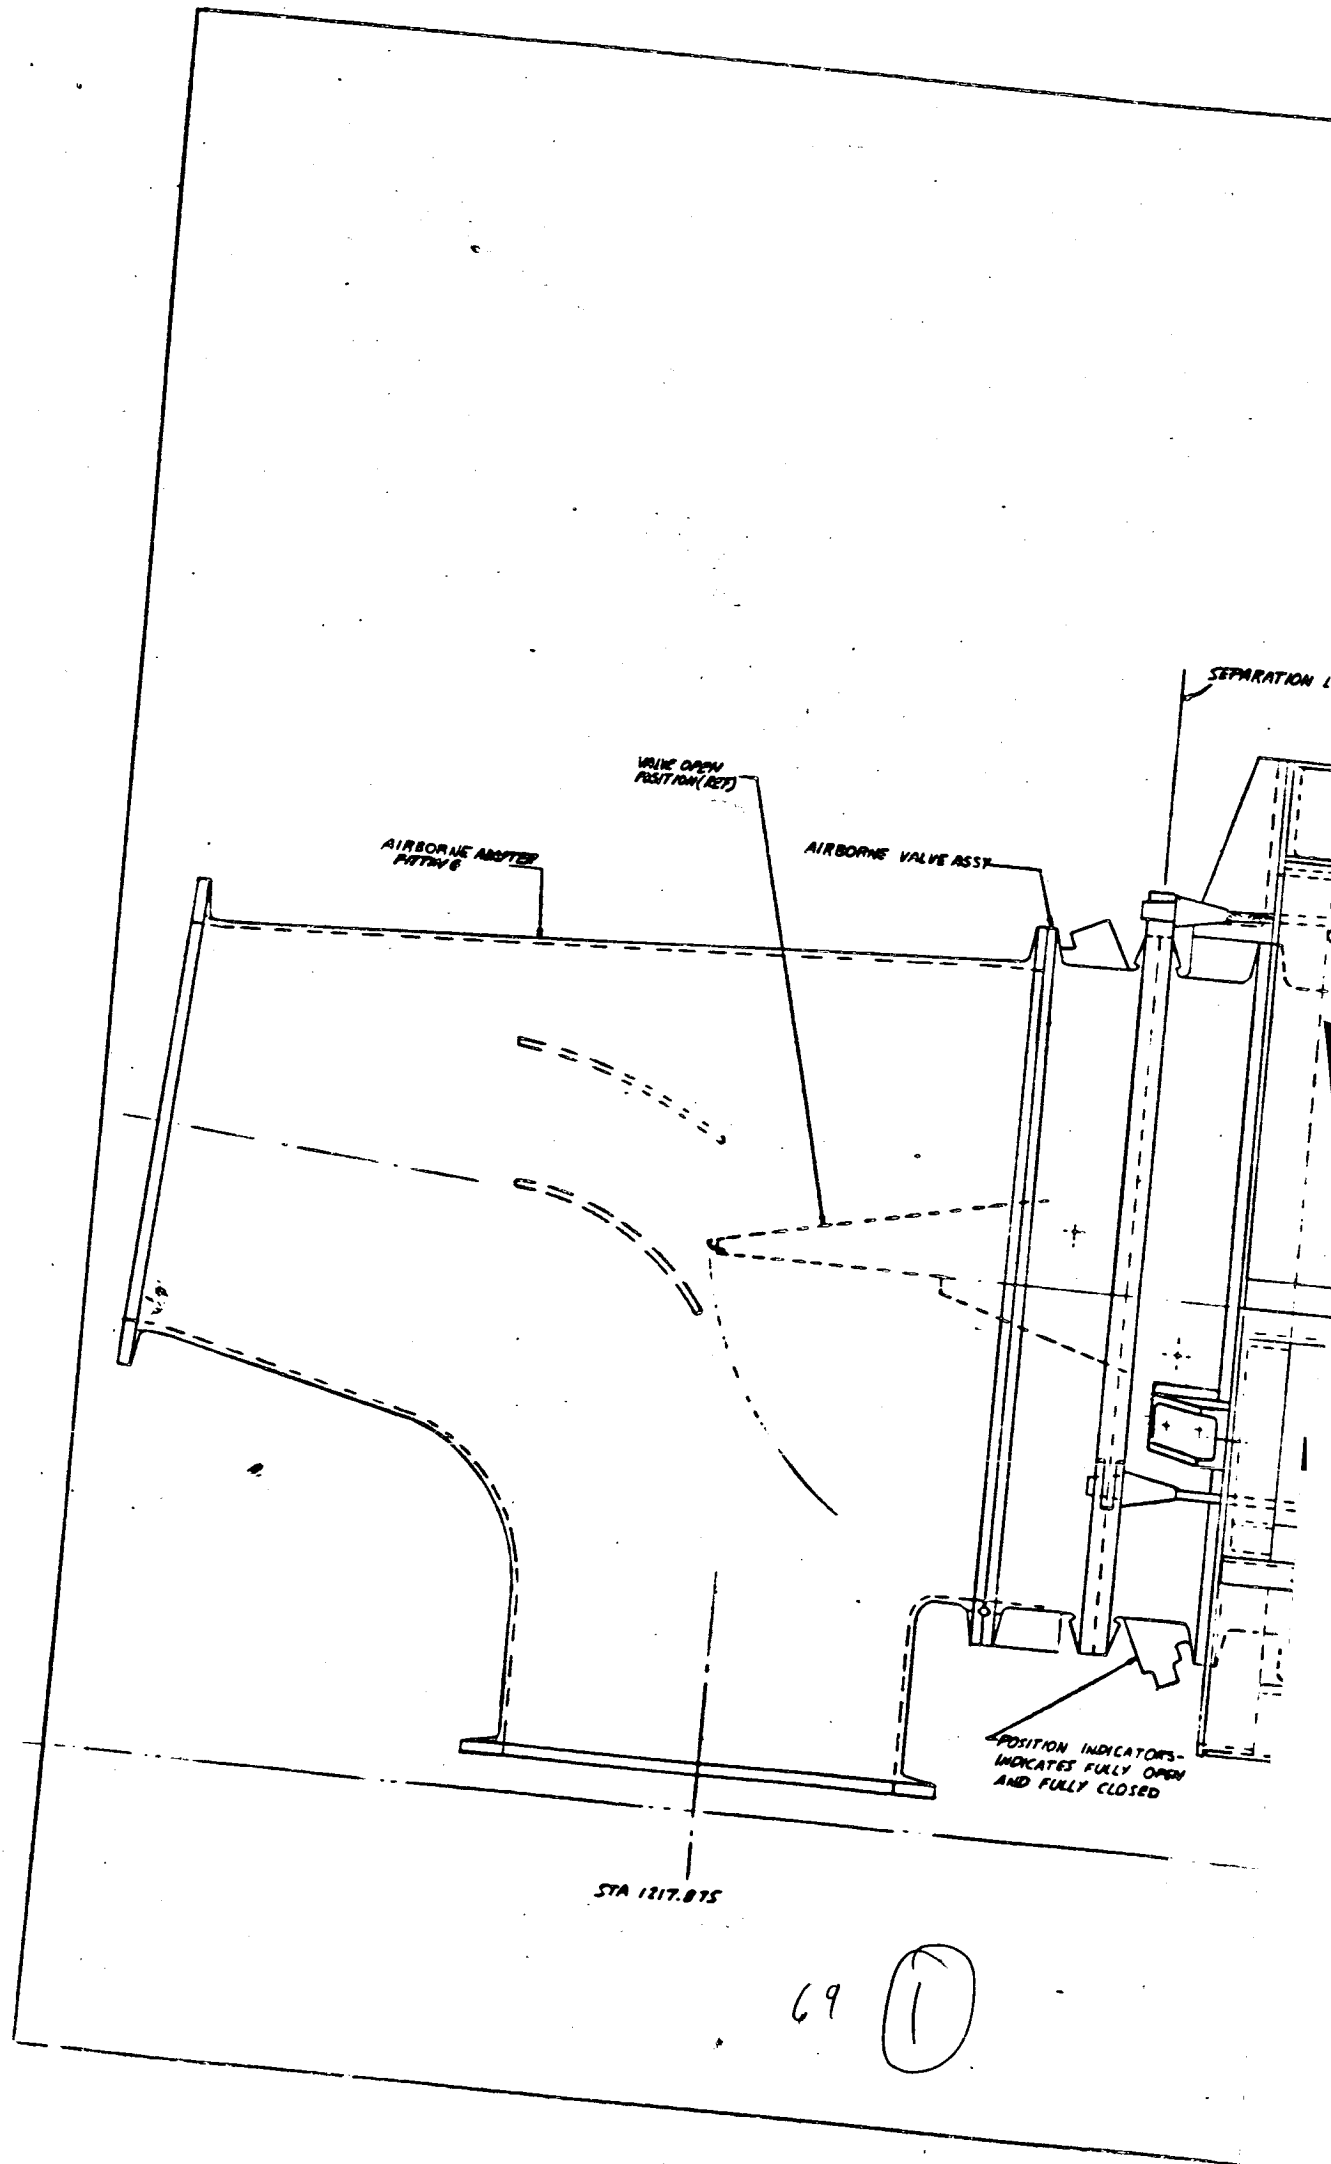 SEPARATION L
VALVE OPEN
POSITION (REF)
AIRBORNE ADAPTER
FITTING
AIRBORNE VALVE ASSY
POSITION INDICATORS-
INDICATES FULLY OPEN
AND FULLY CLOSED
STA 1217.875
69 1